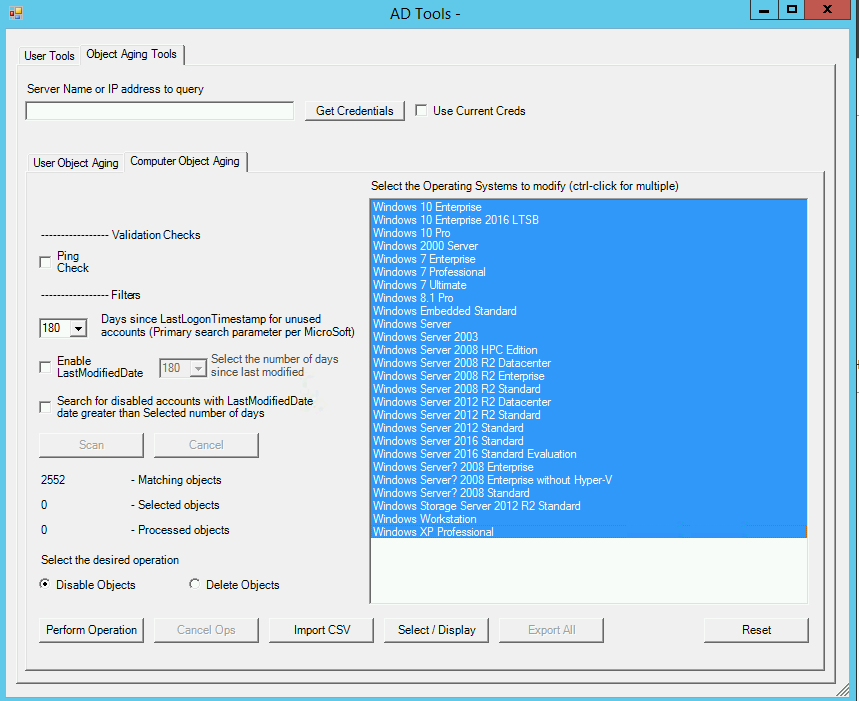 AD Tools -
User Tools
Object Aging Tools
Server Name or IP address to query
Get Credentials
Use Current Creds
User Object Aging
Computer Object Aging
Select the Operating Systems to modify (ctrl-click for multiple)
----------------- Validation Checks
Ping
Check
----------------- Filters
180
Days since LastLogonTimestamp for unused
accounts (Primary search parameter per MicroSoft)
Enable
LastModifiedDate
180
Select the number of days
since last modified
Search for disabled accounts with LastModifiedDate
date greater than Selected number of days
Scan
Cancel
2552 - Matching objects
0 - Selected objects
0 - Processed objects
Select the desired operation
Disable Objects
Delete Objects
Windows 10 Enterprise
Windows 10 Enterprise 2016 LTSB
Windows 10 Pro
Windows 2000 Server
Windows 7 Enterprise
Windows 7 Professional
Windows 7 Ultimate
Windows 8.1 Pro
Windows Embedded Standard
Windows Server
Windows Server 2003
Windows Server 2008 HPC Edition
Windows Server 2008 R2 Datacenter
Windows Server 2008 R2 Enterprise
Windows Server 2008 R2 Standard
Windows Server 2012 R2 Datacenter
Windows Server 2012 R2 Standard
Windows Server 2012 Standard
Windows Server 2016 Standard
Windows Server 2016 Standard Evaluation
Windows Server? 2008 Enterprise
Windows Server? 2008 Enterprise without Hyper-V
Windows Server? 2008 Standard
Windows Storage Server 2012 R2 Standard
Windows Workstation
Windows XP Professional
Perform Operation
Cancel Ops
Import CSV
Select / Display
Export All
Reset